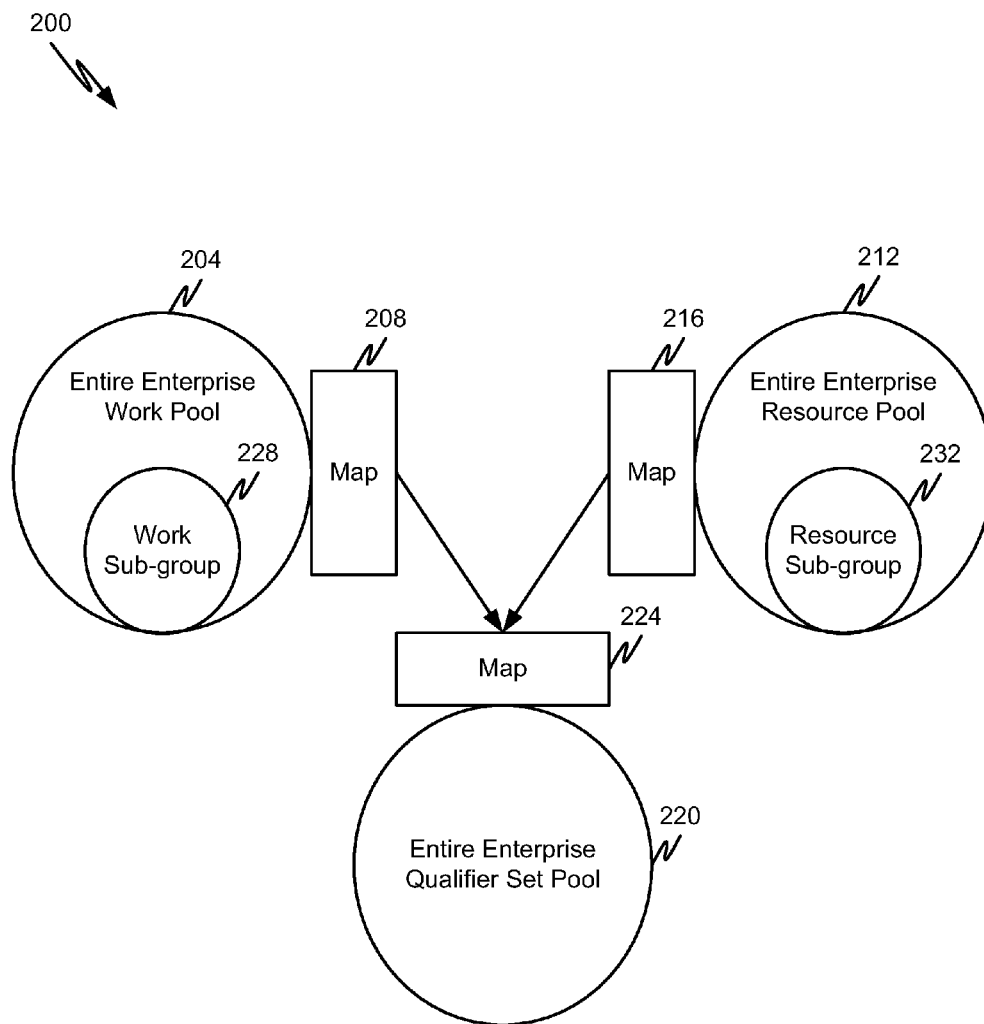 200
204
212
208
216
Entire Enterprise
Work Pool
Entire Enterprise
Resource Pool
228
232
Map
Map
Work
Sub-group
Resource
Sub-group
224
Map
220
Entire Enterprise
Qualifier Set Pool